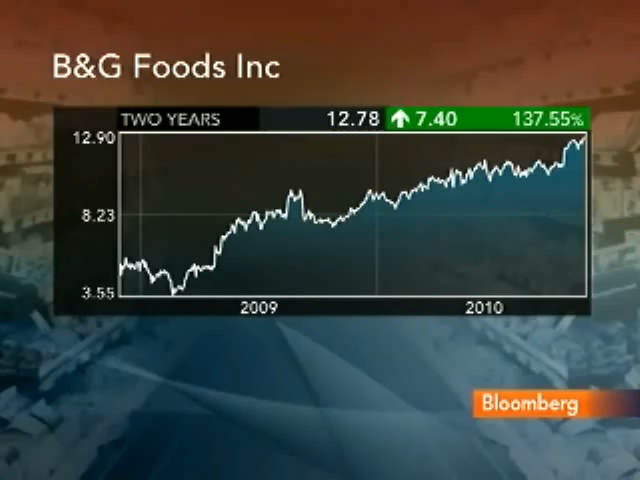 B&G Foods Inc
TWO YEARS 12.78 7.40 137.55%
12.90
8.23
3.55
2009 2010
Bloomberg